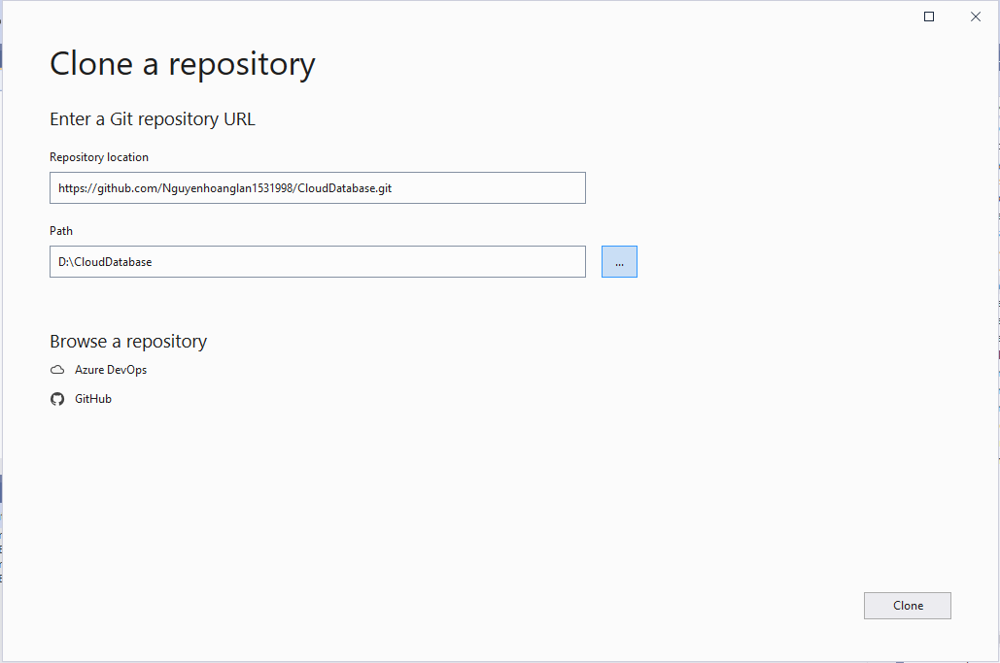 Clone a repository
Enter a Git repository URL
Repository location
https://github.com/Nguyenhoanglan1531998/CloudDatabase.git
Path
D:\CloudDatabase
...
Browse a repository
Azure DevOps
GitHub
Clone